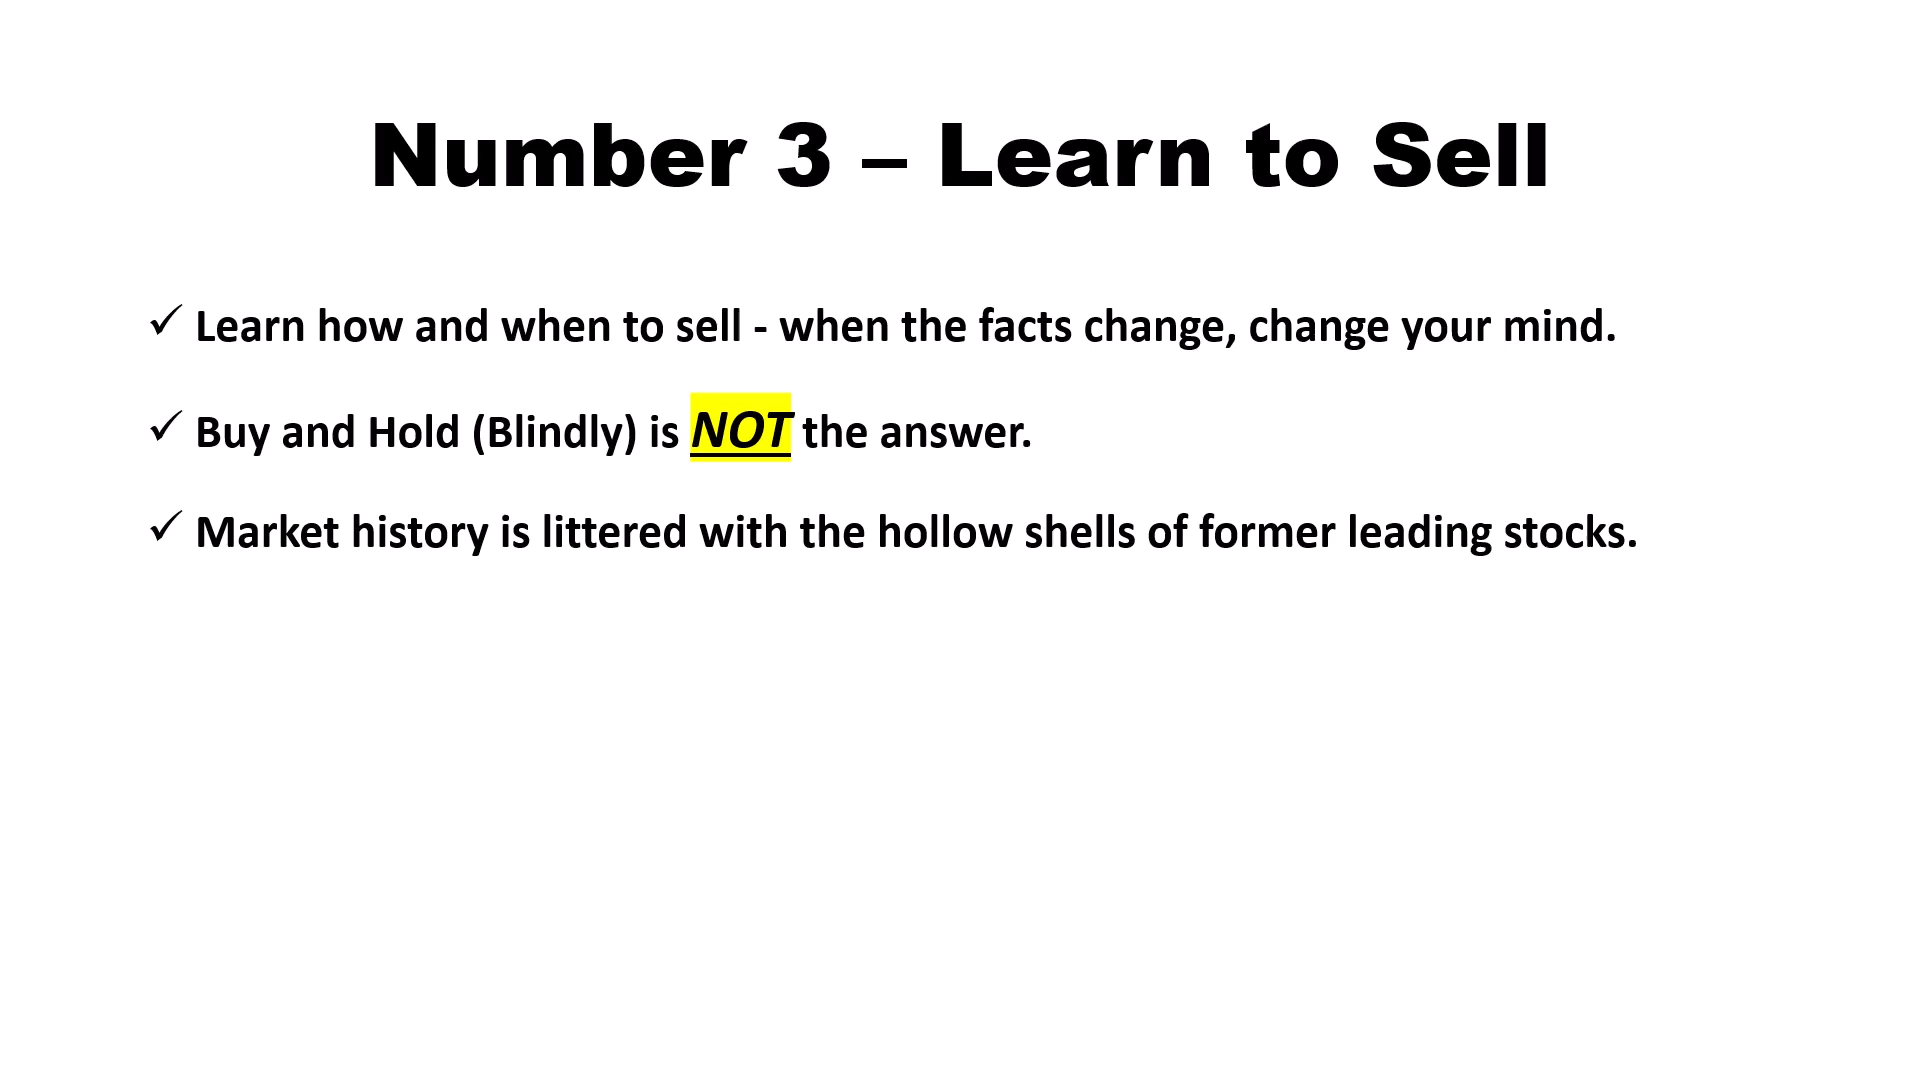 Number 3 – Learn to Sell
✓ Learn how and when to sell - when the facts change, change your mind.
✓ Buy and Hold (Blindly) is NOT the answer.
✓ Market history is littered with the hollow shells of former leading stocks.